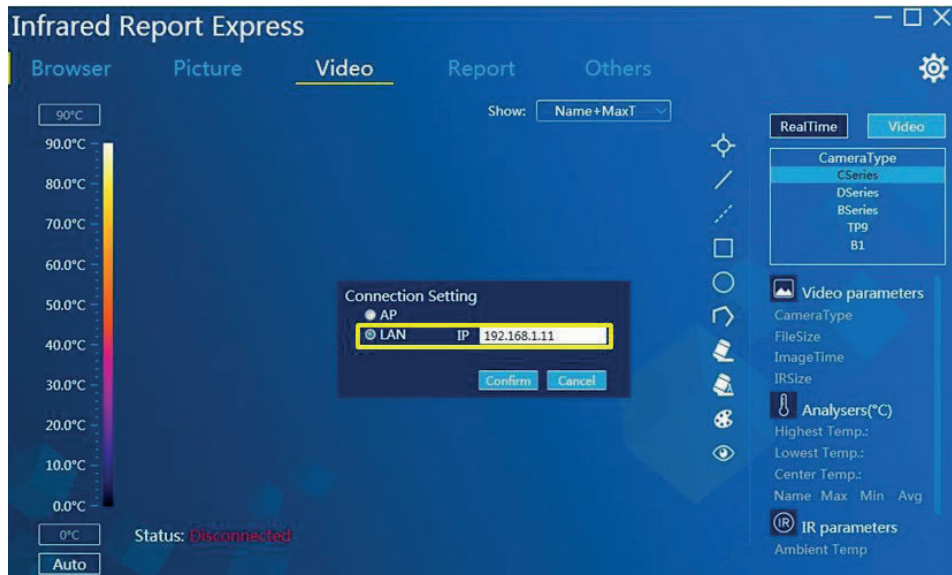 Infrared Report Express
Browser Picture Video Report Others
Show: Name+MaxT
90°C
90.0°C
80.0°C
70.0°C
60.0°C
50.0°C
40.0°C
30.0°C
20.0°C
10.0°C
0.0°C
0°C
Auto
Status: Disconnected
Connection Setting
AP
LAN IP 192.168.1.11
Confirm Cancel
RealTime Video
CameraType
CSeries
DSeries
BSeries
TP9
B1
Video parameters
CameraType
FileSize
ImageTime
IRSize
Analysers(°C)
Highest Temp.:
Lowest Temp.:
Center Temp.:
Name Max Min Avg
IR IR parameters
Ambient Temp